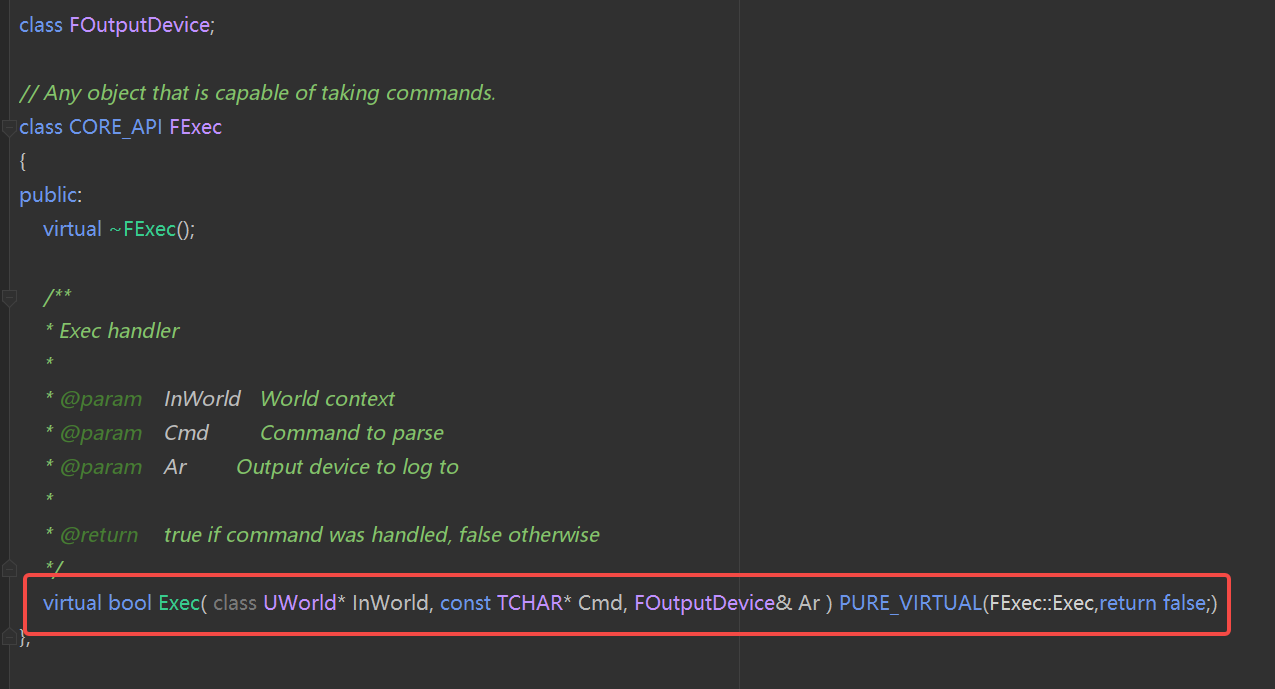 class FOutputDevice;
// Any object that is capable of taking commands.
class CORE_API FExec
{
public:
virtual ~FExec();
/**
* Exec handler
*
* @param InWorld World context
* @param Cmd Command to parse
* @param Ar Output device to log to
*
* @return true if command was handled, false otherwise
*/
virtual bool Exec( class UWorld* InWorld, const TCHAR* Cmd, FOutputDevice& Ar ) PURE_VIRTUAL(FExec::Exec,return false;)
};